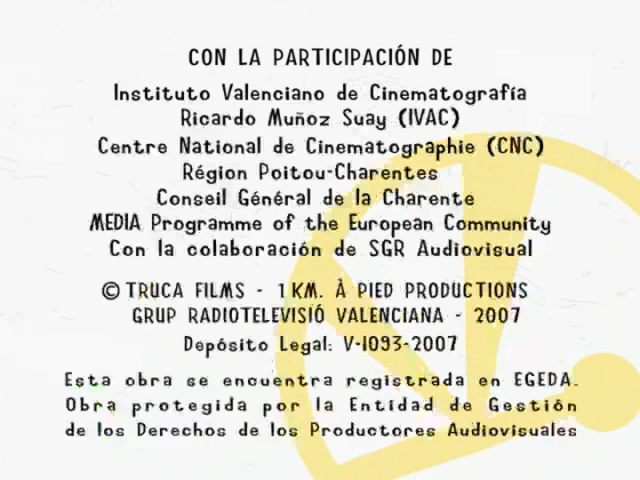 CON LA PARTICIPACIÓN DE
Instituto Valenciano de Cinematografía
Ricardo Muñoz Suay (IVAC)
Centre National de Cinematographie (CNC)
Région Poitou-Charentes
Conseil Général de la Charente
MEDIA Programme of the European Community
Con la colaboración de SGR Audiovisual
© TRUCA FILMS - 1 KM. À PIED PRODUCTIONS
GRUP RADIOTELEVISIÓ VALENCIANA - 2007
Depósito Legal: V-1093-2007
Esta obra se encuentra registrada en EGEDA.
Obra protegida por la Entidad de Gestión
de los Derechos de los Productores Audiovisuales